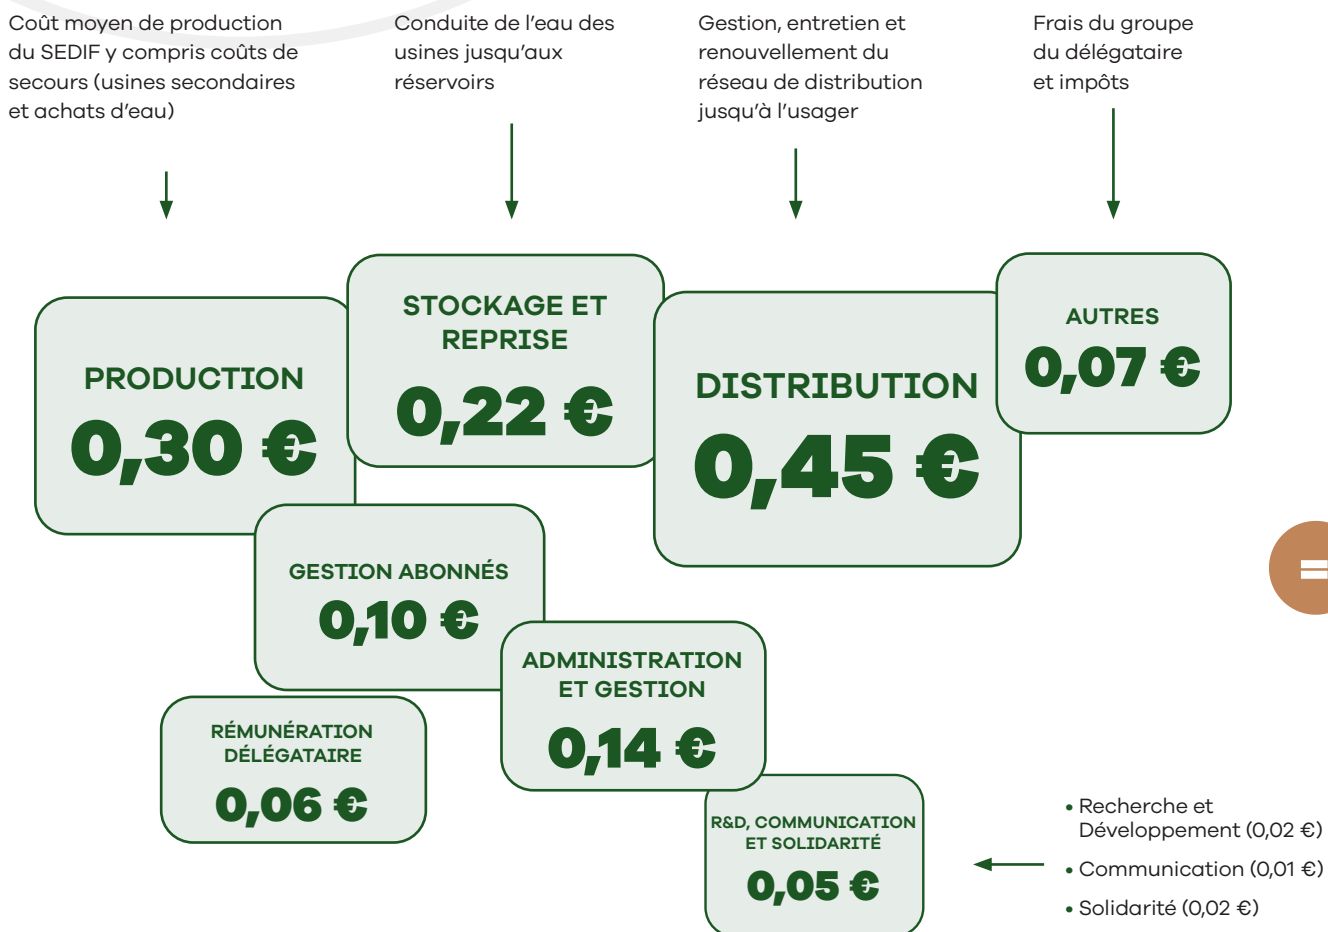 Coût moyen de production
du SEDIF y compris coûts de
secours (usines secondaires
et achats d'eau)
Conduite de l'eau des
usines jusqu'aux
réservoirs
Gestion, entretien et
renouvellement du
réseau de distribution
jusqu'à l'usager
Frais du groupe
du délégataire
et impôts
PRODUCTION
0,30 €
STOCKAGE ET
REPRISE
0,22 €
DISTRIBUTION
0,45 €
AUTRES
0,07 €
=
GESTION ABONNÉS
0,10 €
ADMINISTRATION
ET GESTION
0,14 €
RÉMUNÉRATION
DÉLÉGATAIRE
0,06 €
R&D, COMMUNICATION
ET SOLIDARITÉ
0,05 €
• Recherche et
Développement (0,02 €)
• Communication (0,01 €)
• Solidarité (0,02 €)